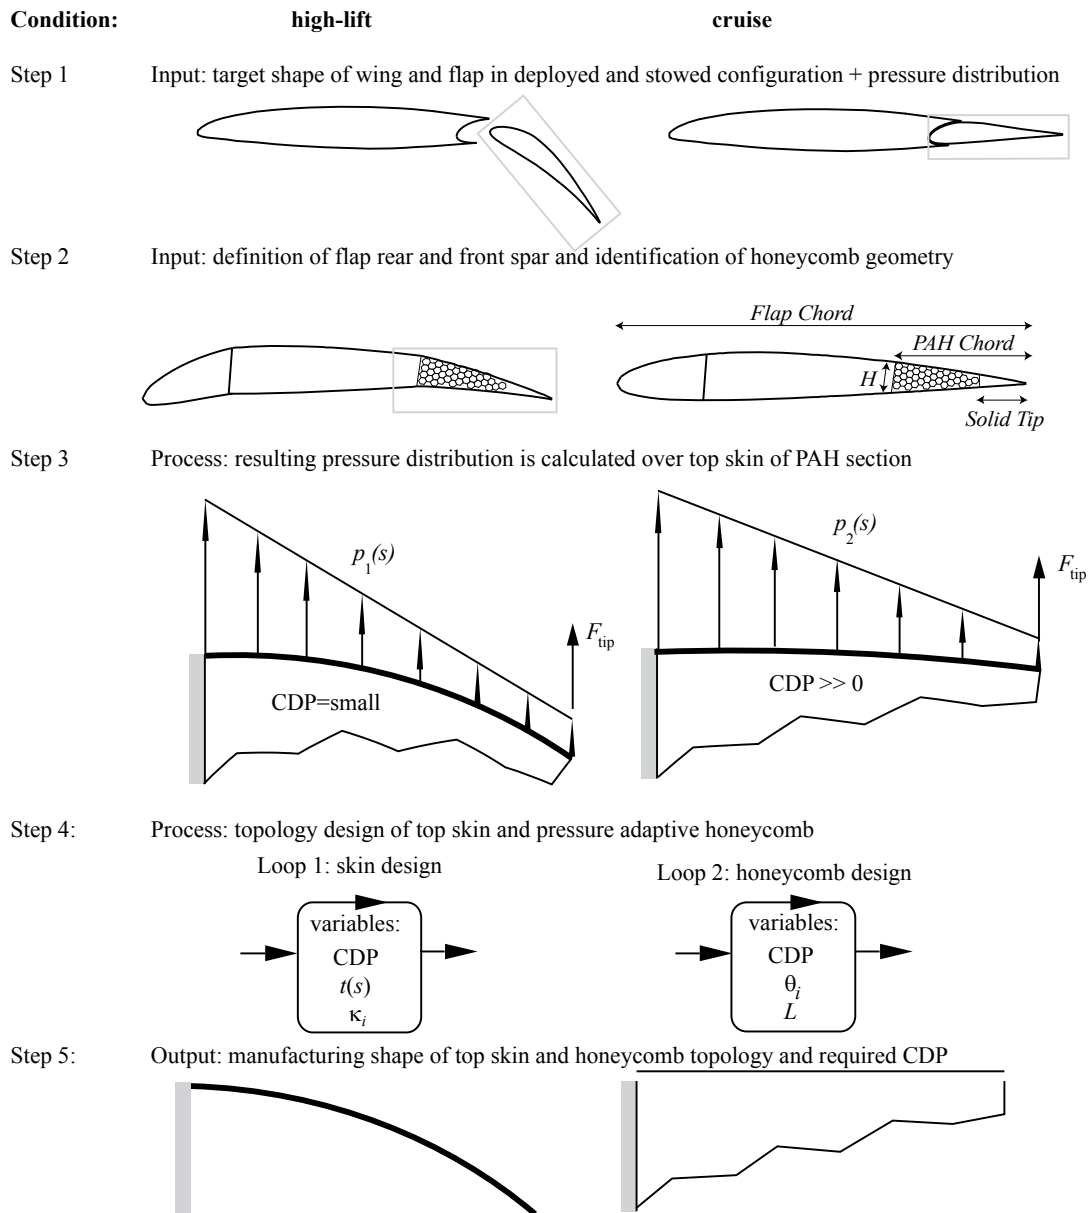 Condition: high-lift cruise
Step 1 Input: target shape of wing and flap in deployed and stowed configuration + pressure distribution
Step 2 Input: definition of flap rear and front spar and identification of honeycomb geometry
Flap Chord
PAH Chord
H
Solid Tip
Step 3 Process: resulting pressure distribution is calculated over top skin of PAH section
p1(s)
Ftip
CDP=small
p2(s)
Ftip
CDP >> 0
Step 4: Process: topology design of top skin and pressure adaptive honeycomb
Loop 1: skin design
variables:
CDP
t(s)
κi
Loop 2: honeycomb design
variables:
CDP
θi
L
Step 5: Output: manufacturing shape of top skin and honeycomb topology and required CDP